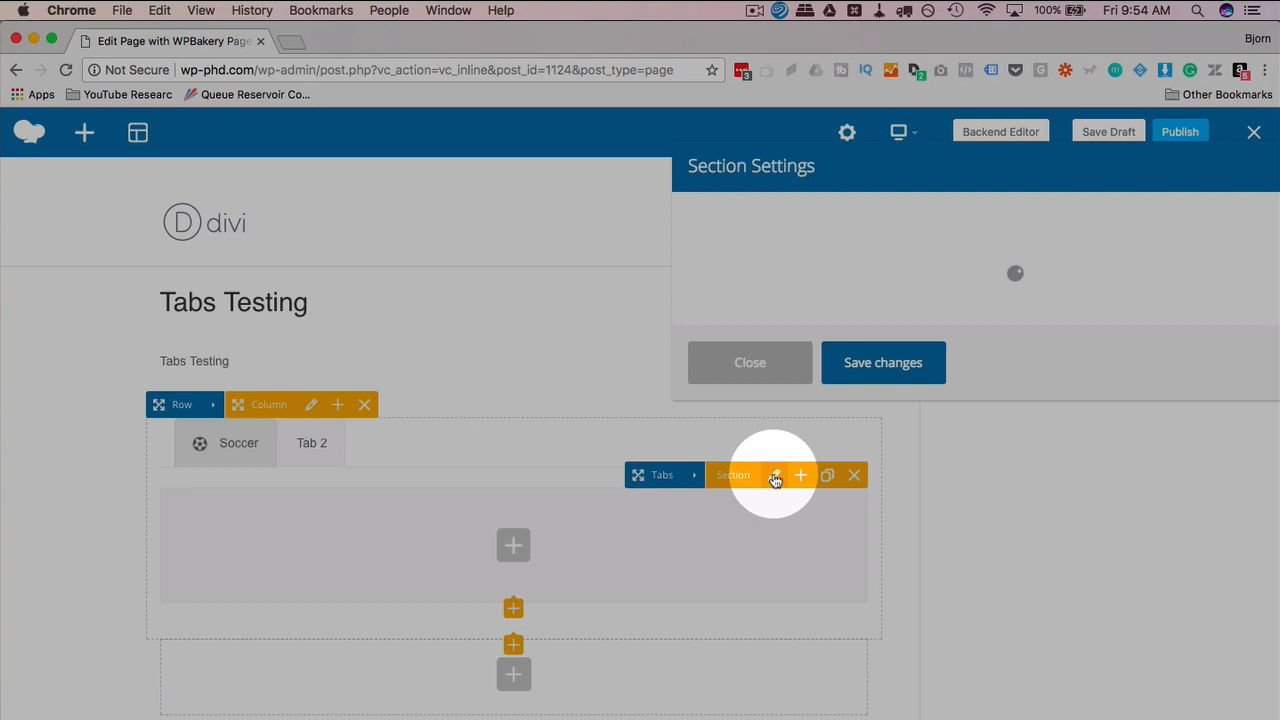 Chrome File Edit View History Bookmarks People Window Help 100% Fri 9:54 AM
Edit Page with WPBakery Page Bjorn
Not Secure wp-phd.com/wp-admin/post.php?vc_action=vc_inline&post_id=1124&post_type=page
Apps YouTube Researc Queue Reservoir Co... Other Bookmarks
Backend Editor Save Draft Publish
Section Settings
D divi
Tabs Testing
Close Save changes
Tabs Testing
Row Column
Soccer Tab 2
Tabs Section